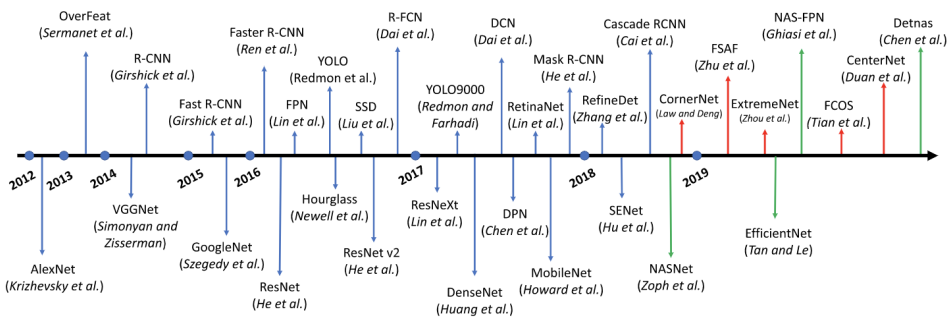 OverFeat
(Sermanet et al.)
R-CNN
(Girshick et al.)
Fast R-CNN
(Girshick et al.)
Faster R-CNN
(Ren et al.)
FPN
(Lin et al.)
YOLO
(Redmon et al.)
SSD
(Liu et al.)
R-FCN
(Dai et al.)
YOLO9000
(Redmon and
Farhadi)
DCN
(Dai et al.)
RetinaNet
(Lin et al.)
Mask R-CNN
(He et al.)
RefineDet
(Zhang et al.)
Cascade RCNN
(Cai et al.)
CornerNet
(Law and Deng)
FSAF
(Zhu et al.)
ExtremeNet
(Zhou et al.)
NAS-FPN
(Ghiasi et al.)
FCOS
(Tian et al.)
CenterNet
(Duan et al.)
Detnas
(Chen et al.)
2012
2013
2014
2015
2016
2017
2018
2019
AlexNet
(Krizhevsky et al.)
VGGNet
(Simonyan and
Zisserman)
GoogleNet
(Szegedy et al.)
ResNet
(He et al.)
Hourglass
(Newell et al.)
ResNet v2
(He et al.)
ResNeXt
(Lin et al.)
DenseNet
(Huang et al.)
DPN
(Chen et al.)
MobileNet
(Howard et al.)
SENet
(Hu et al.)
NASNet
(Zoph et al.)
EfficientNet
(Tan and Le)